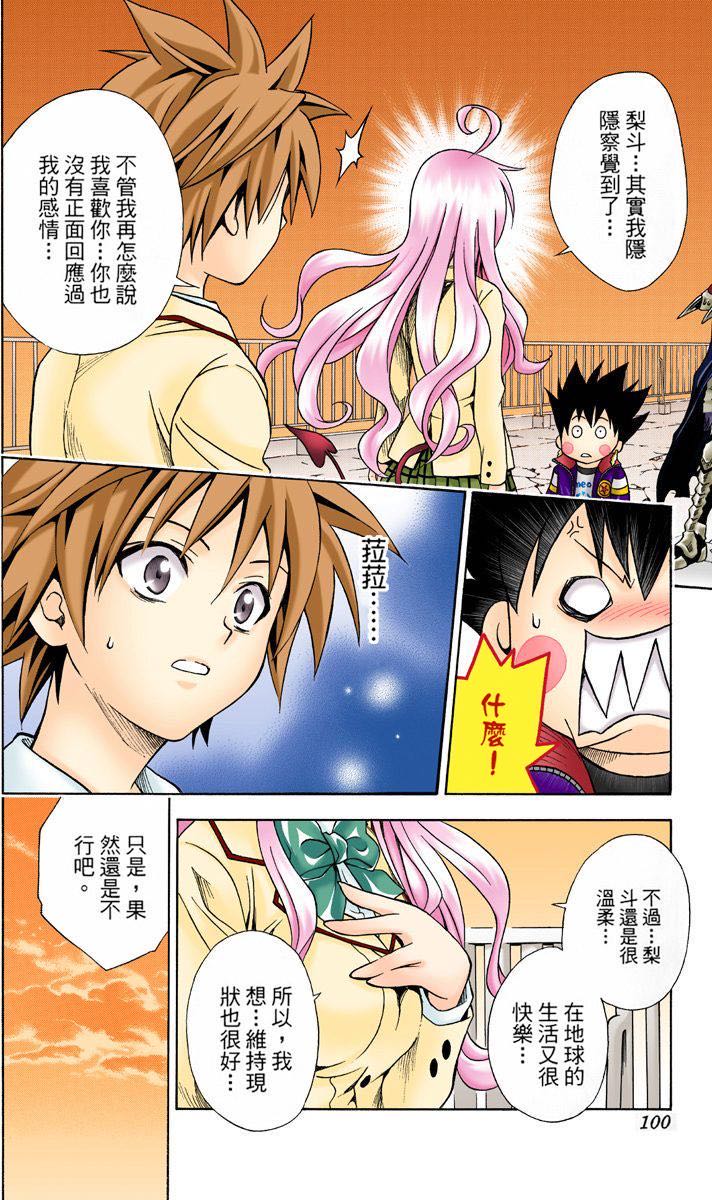 梨斗…其實我隱
隱察覺到了…
不管我再怎麼說
我喜歡你…你也
沒有正面回應過
我的感情…
什麼！
菈菈……
不過…梨
斗還是很
溫柔…
在地球的
生活又很
快樂…
所以，我
想…維持現
狀也很好…
只是，果
然還是不
行吧。
100